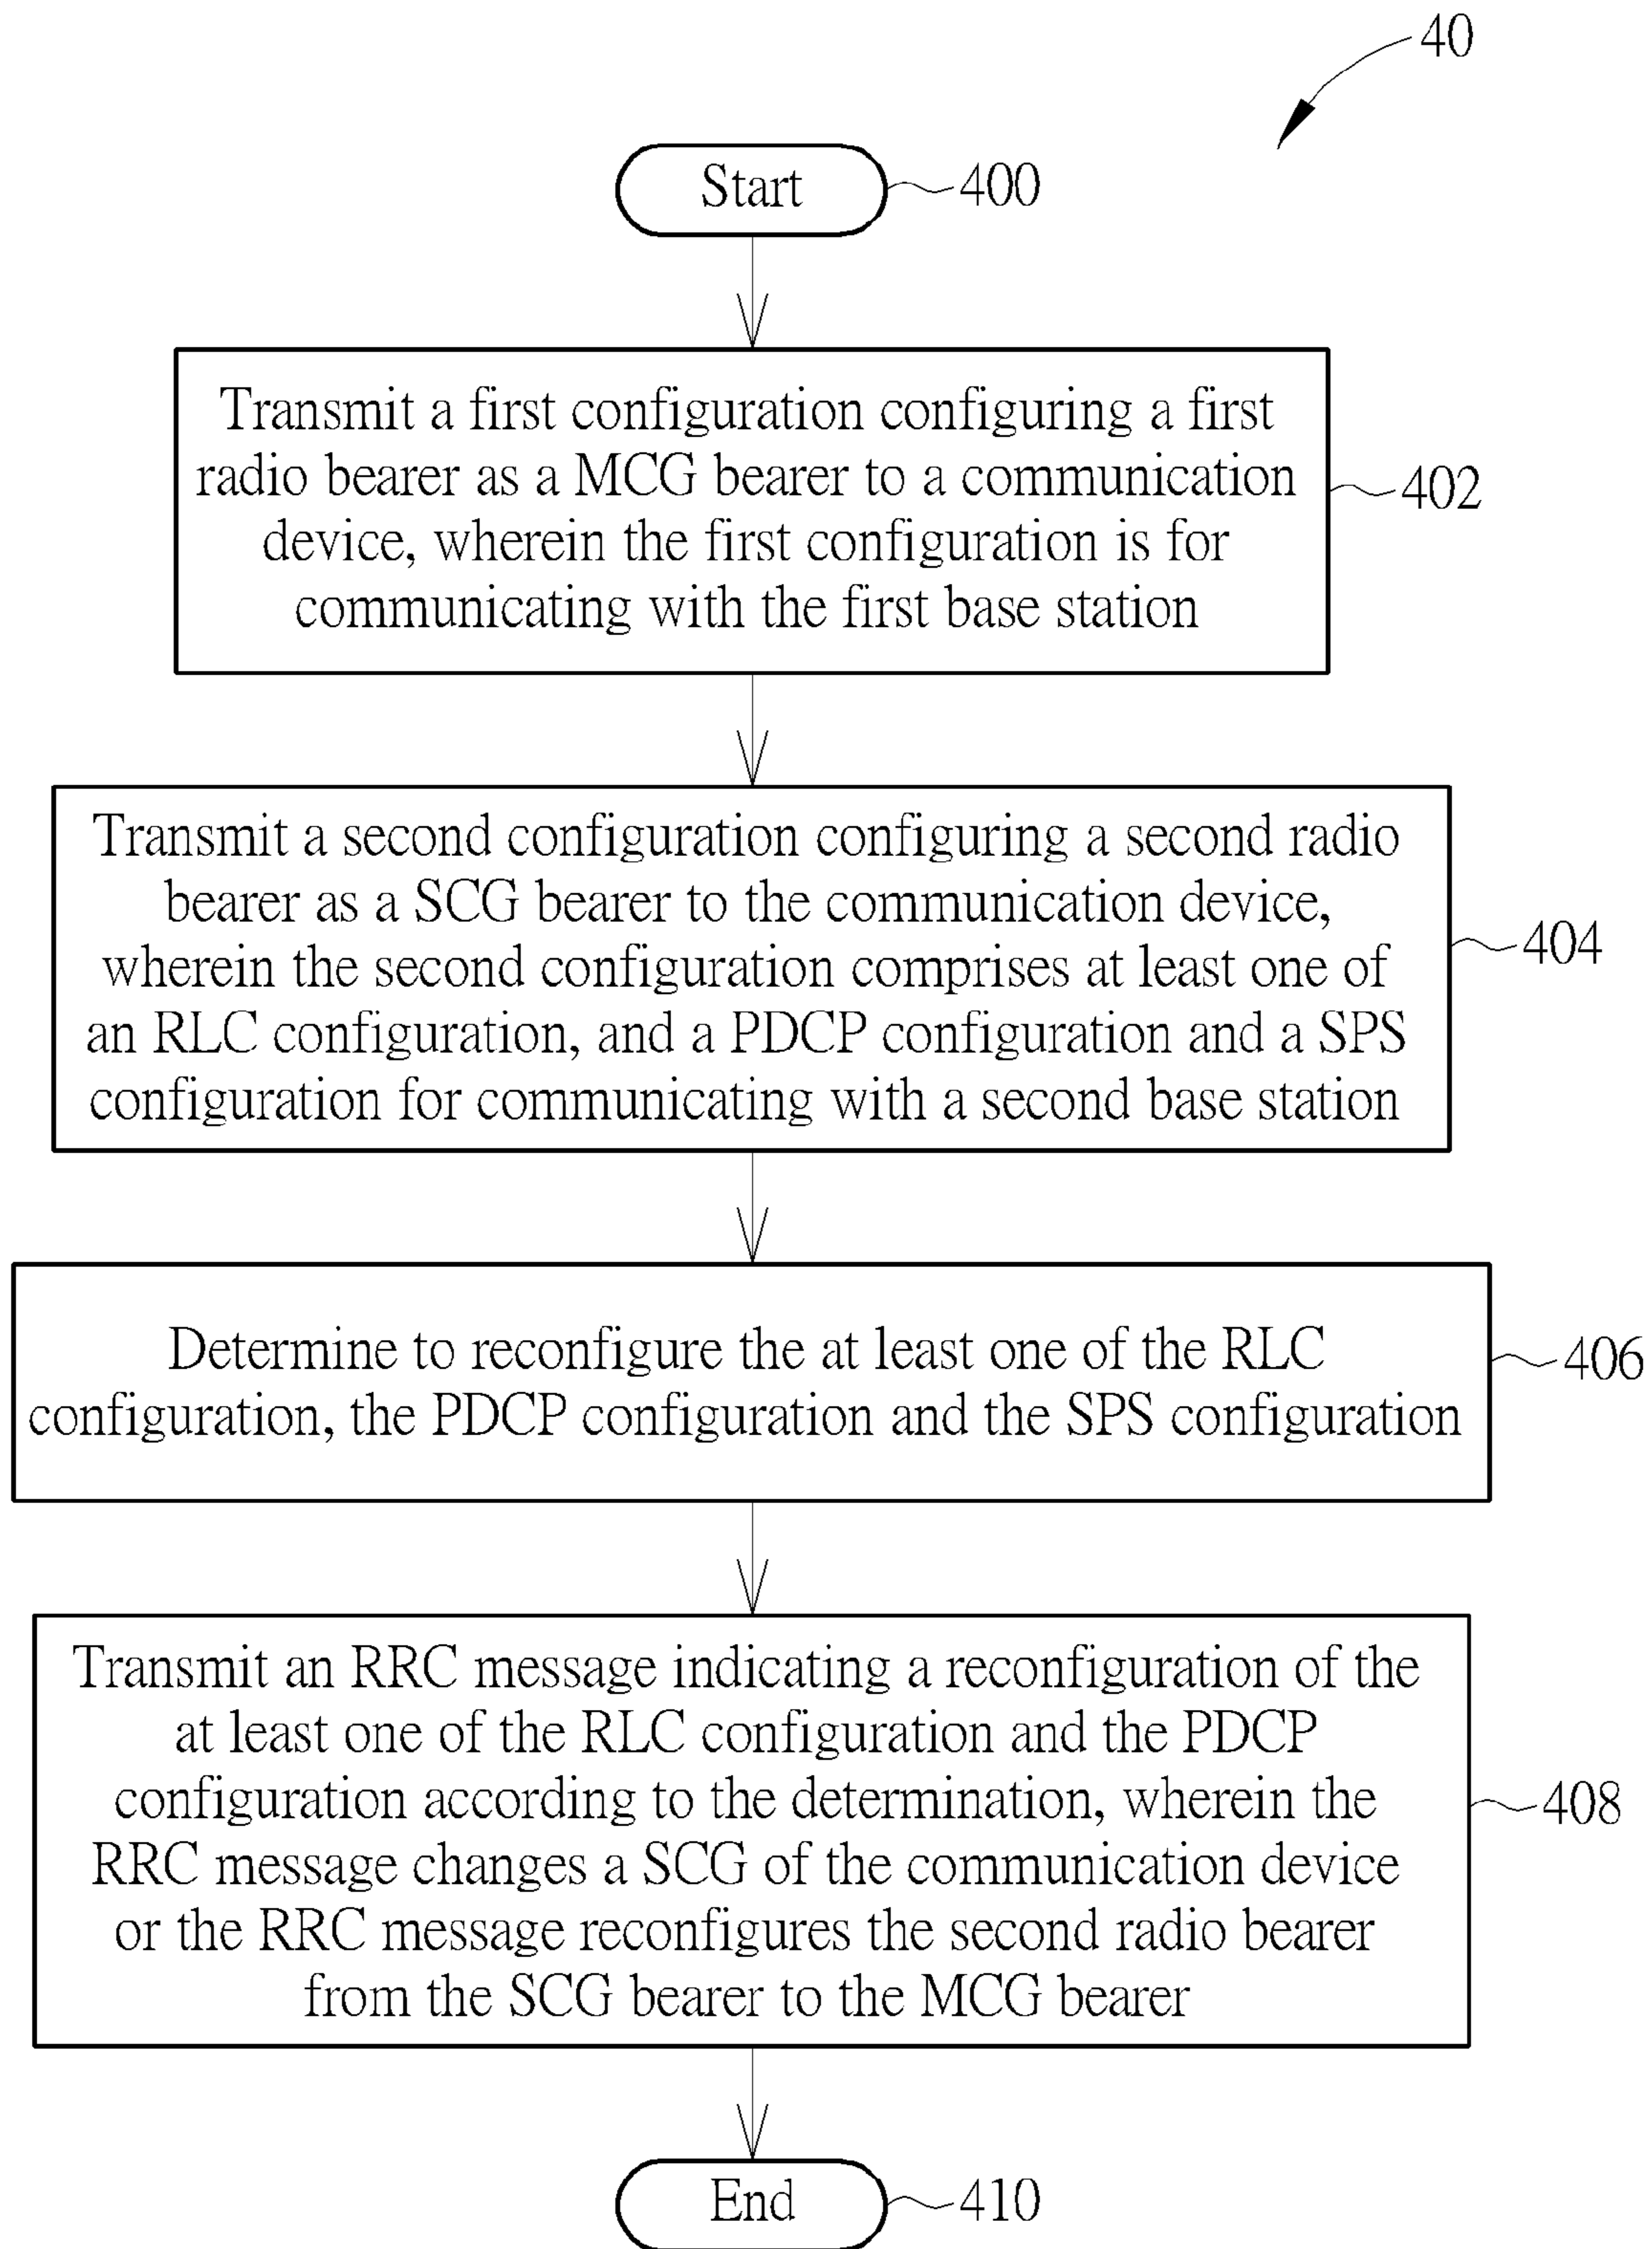 40
Start
400
Transmit a first configuration configuring a first
radio bearer as a MCG bearer to a communication
device, wherein the first configuration is for
communicating with the first base station
402
Transmit a second configuration configuring a second radio
bearer as a SCG bearer to the communication device,
wherein the second configuration comprises at least one of
an RLC configuration, and a PDCP configuration and a SPS
configuration for communicating with a second base station
404
Determine to reconfigure the at least one of the RLC
configuration, the PDCP configuration and the SPS configuration
406
Transmit an RRC message indicating a reconfiguration of the
at least one of the RLC configuration and the PDCP
configuration according to the determination, wherein the
RRC message changes a SCG of the communication device
or the RRC message reconfigures the second radio bearer
from the SCG bearer to the MCG bearer
408
End
410